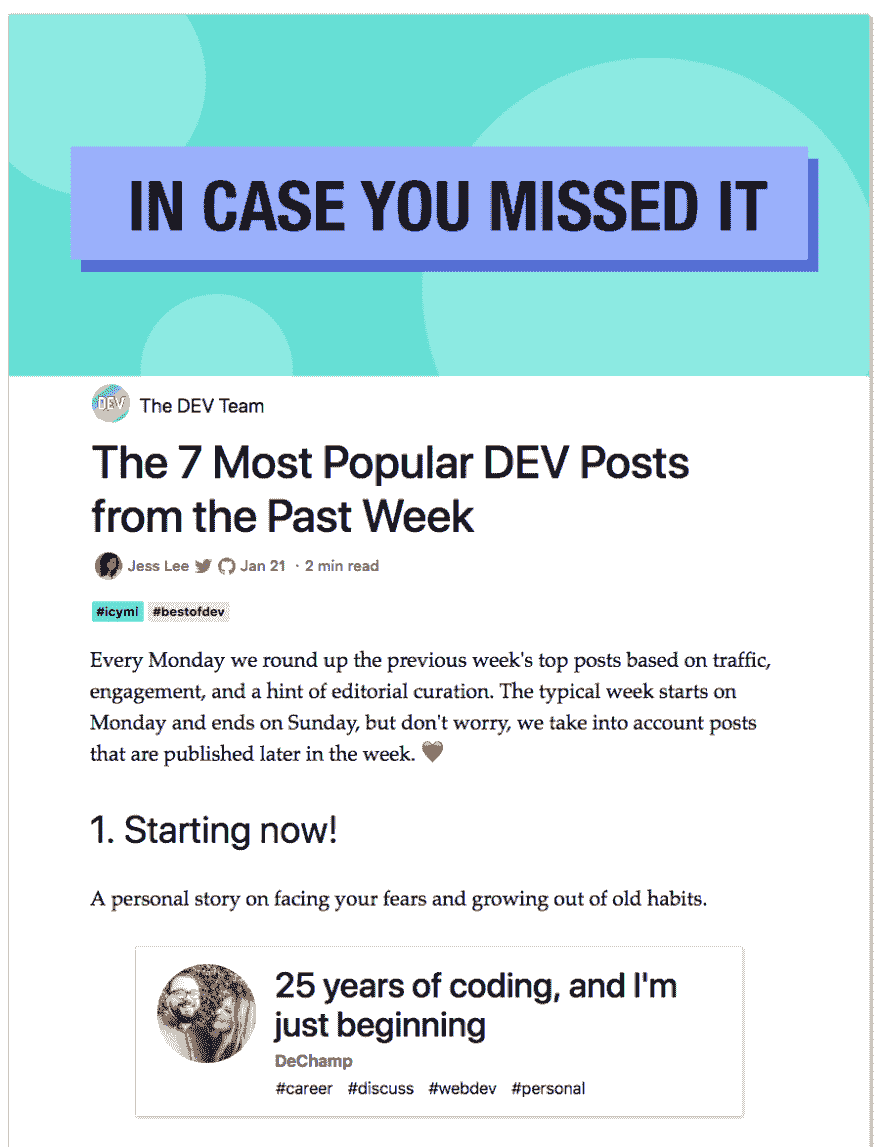 IN CASE YOU MISSED IT
DEV
The DEV Team
The 7 Most Popular DEV Posts
from the Past Week
Jess Lee Jan 21 · 2 min read
#icymi #bestofdev
Every Monday we round up the previous week's top posts based on traffic,
engagement, and a hint of editorial curation. The typical week starts on
Monday and ends on Sunday, but don't worry, we take into account posts
that are published later in the week. 🖤
1. Starting now!
A personal story on facing your fears and growing out of old habits.
25 years of coding, and I'm
just beginning
DeChamp
#career #discuss #webdev #personal